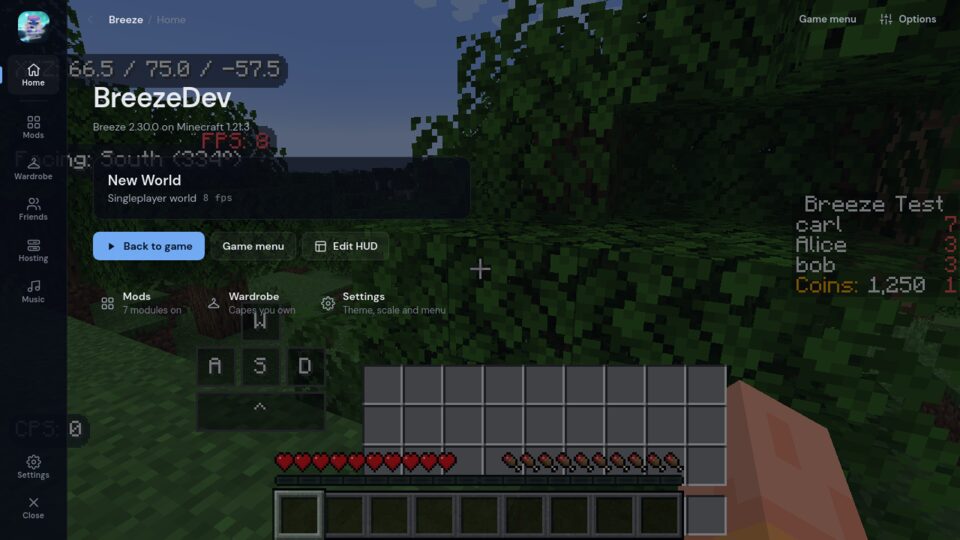 Breeze / Home
Game menu
Options
XYZ: 66.5 / 75.0 / -57.5
Home
BreezeDev
Mods
Breeze 2.30.0 on Minecraft 1.21.3
FPS: 8
Facing: South (334°)
Wardrobe
New World
Singleplayer world 8 fps
Friends
Breeze Test
carl 7
Alice 3
bob 3
Coins: 1,250 1
Hosting
Back to game
Game menu
Edit HUD
Music
Mods
7 modules on
Wardrobe
Capes you own
Settings
Theme, scale and menu
W
A S D
^
CPS: 0
Settings
Close